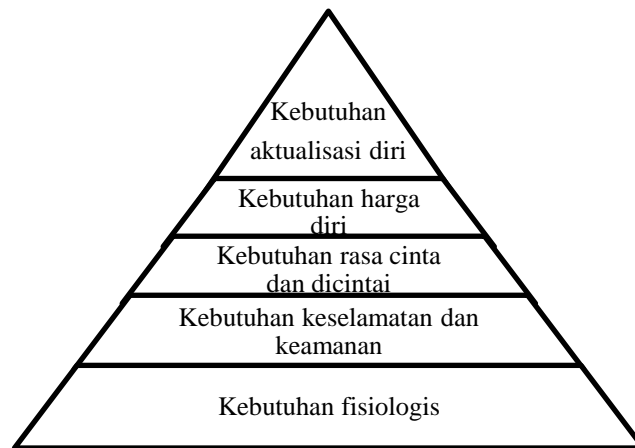 Kebutuhan
aktualisasi diri
Kebutuhan harga
diri
Kebutuhan rasa cinta
dan dicintai
Kebutuhan keselamatan dan
keamanan
Kebutuhan fisiologis